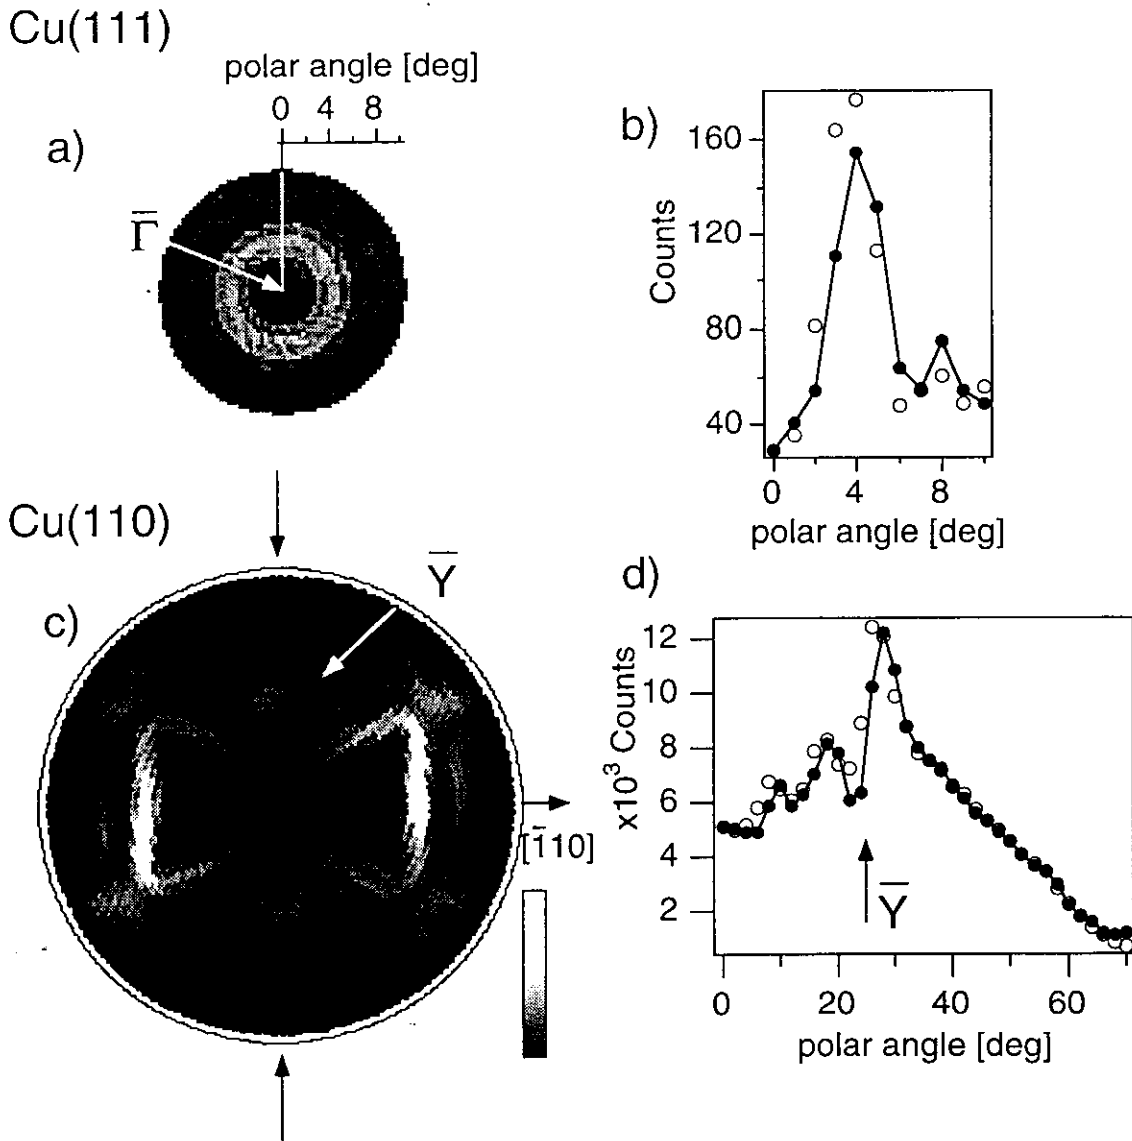 Cu(111)
polar angle [deg]
0 4 8
a)
Γ̅
b)
160
120
80
40
Counts
0 4 8
polar angle [deg]
Cu(110)
c)
Y̅
[1̅10]
d)
12
10
8
6
4
2
x10³ Counts
Y̅
0 20 40 60
polar angle [deg]